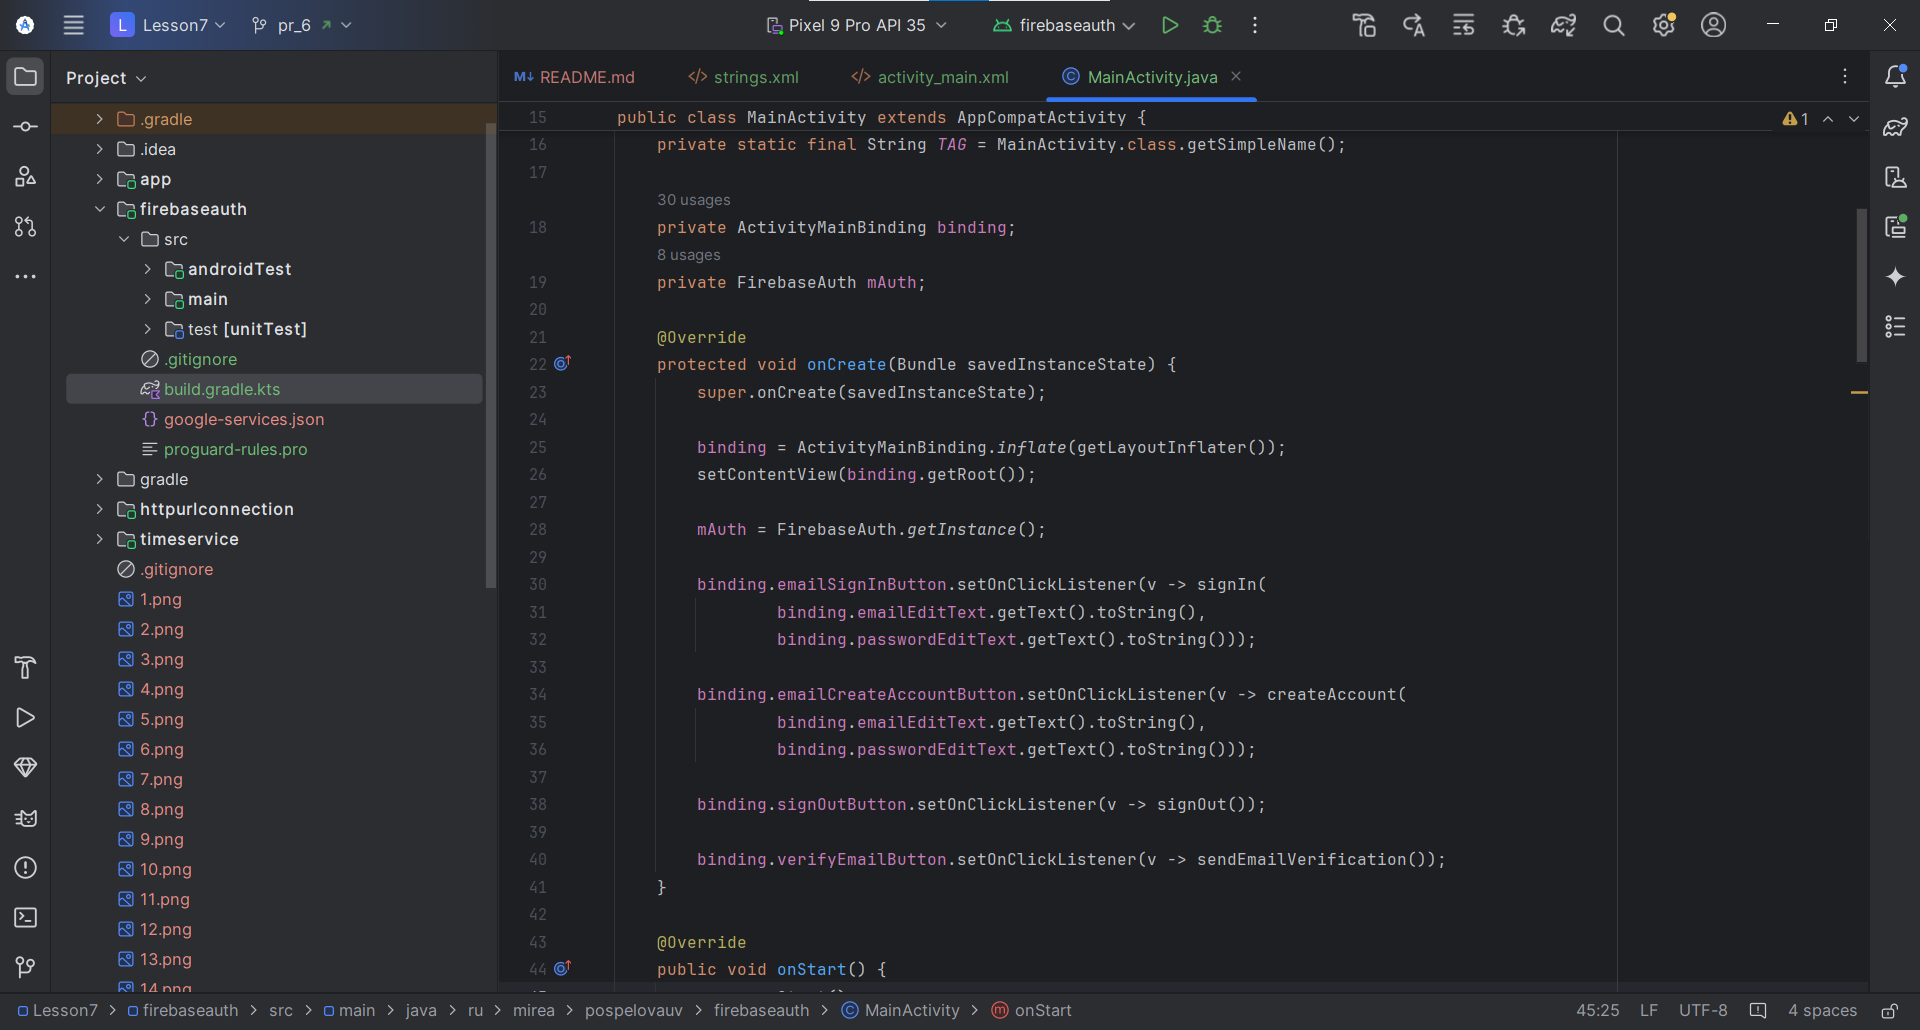 L Lesson7 pr_6 Pixel 9 Pro API 35 firebaseauth
Project
.gradle
.idea
app
firebaseauth
src
androidTest
main
test [unitTest]
.gitignore
build.gradle.kts
google-services.json
proguard-rules.pro
gradle
httpurlconnection
timeservice
.gitignore
1.png
2.png
3.png
4.png
5.png
6.png
7.png
8.png
9.png
10.png
11.png
12.png
13.png
14.png
M↓ README.md </> strings.xml </> activity_main.xml MainActivity.java
15 public class MainActivity extends AppCompatActivity { 1
16 private static final String TAG = MainActivity.class.getSimpleName();
17
30 usages
18 private ActivityMainBinding binding;
8 usages
19 private FirebaseAuth mAuth;
20
21 @Override
22 protected void onCreate(Bundle savedInstanceState) {
23 super.onCreate(savedInstanceState);
24
25 binding = ActivityMainBinding.inflate(getLayoutInflater());
26 setContentView(binding.getRoot());
27
28 mAuth = FirebaseAuth.getInstance();
29
30 binding.emailSignInButton.setOnClickListener(v -> signIn(
31 binding.emailEditText.getText().toString(),
32 binding.passwordEditText.getText().toString()));
33
34 binding.emailCreateAccountButton.setOnClickListener(v -> createAccount(
35 binding.emailEditText.getText().toString(),
36 binding.passwordEditText.getText().toString()));
37
38 binding.signOutButton.setOnClickListener(v -> signOut());
39
40 binding.verifyEmailButton.setOnClickListener(v -> sendEmailVerification());
41 }
42
43 @Override
44 public void onStart() {
Lesson7 > firebaseauth > src > main > java > ru > mirea > pospelovauv > firebaseauth > MainActivity > onStart 45:25 LF UTF-8 4 spaces